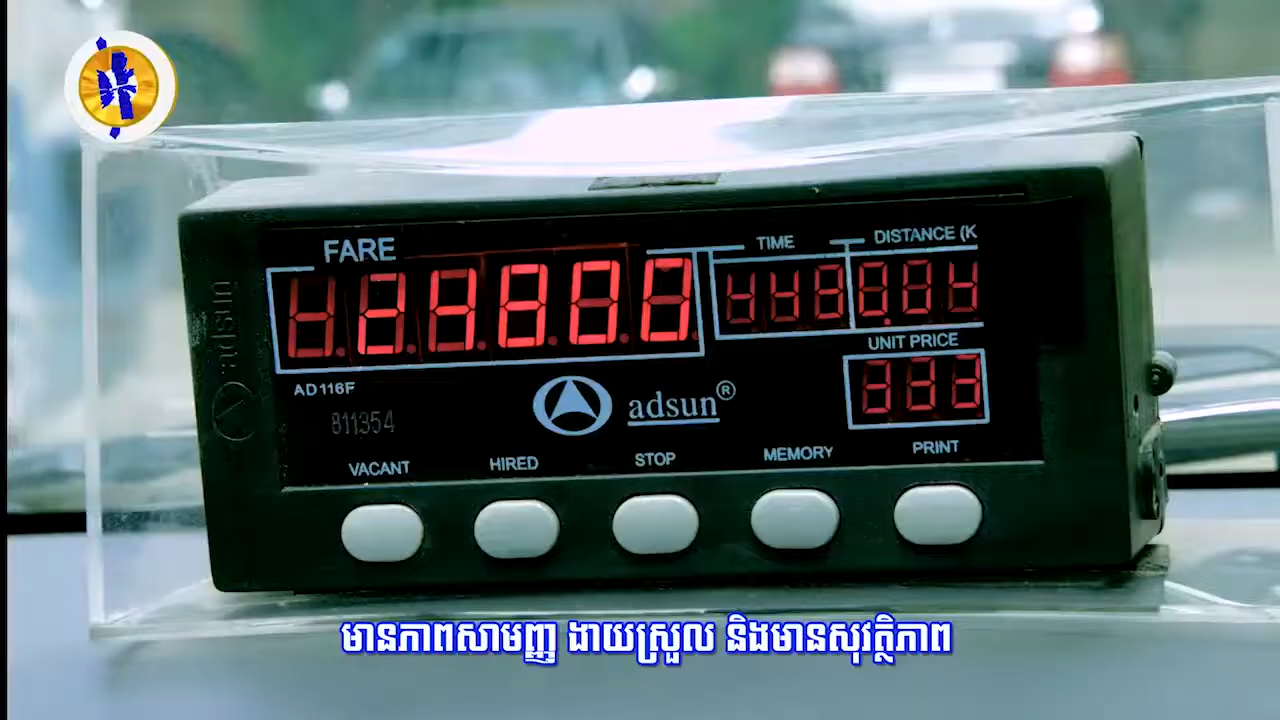 FARE
TIME
DISTANCE (K
UNIT PRICE
adsun
AD116F
811354
adsun®
VACANT
HIRED
STOP
MEMORY
PRINT
មានភាពសាមញ្ញ ងាយស្រួល និងមានសុវត្ថិភាព